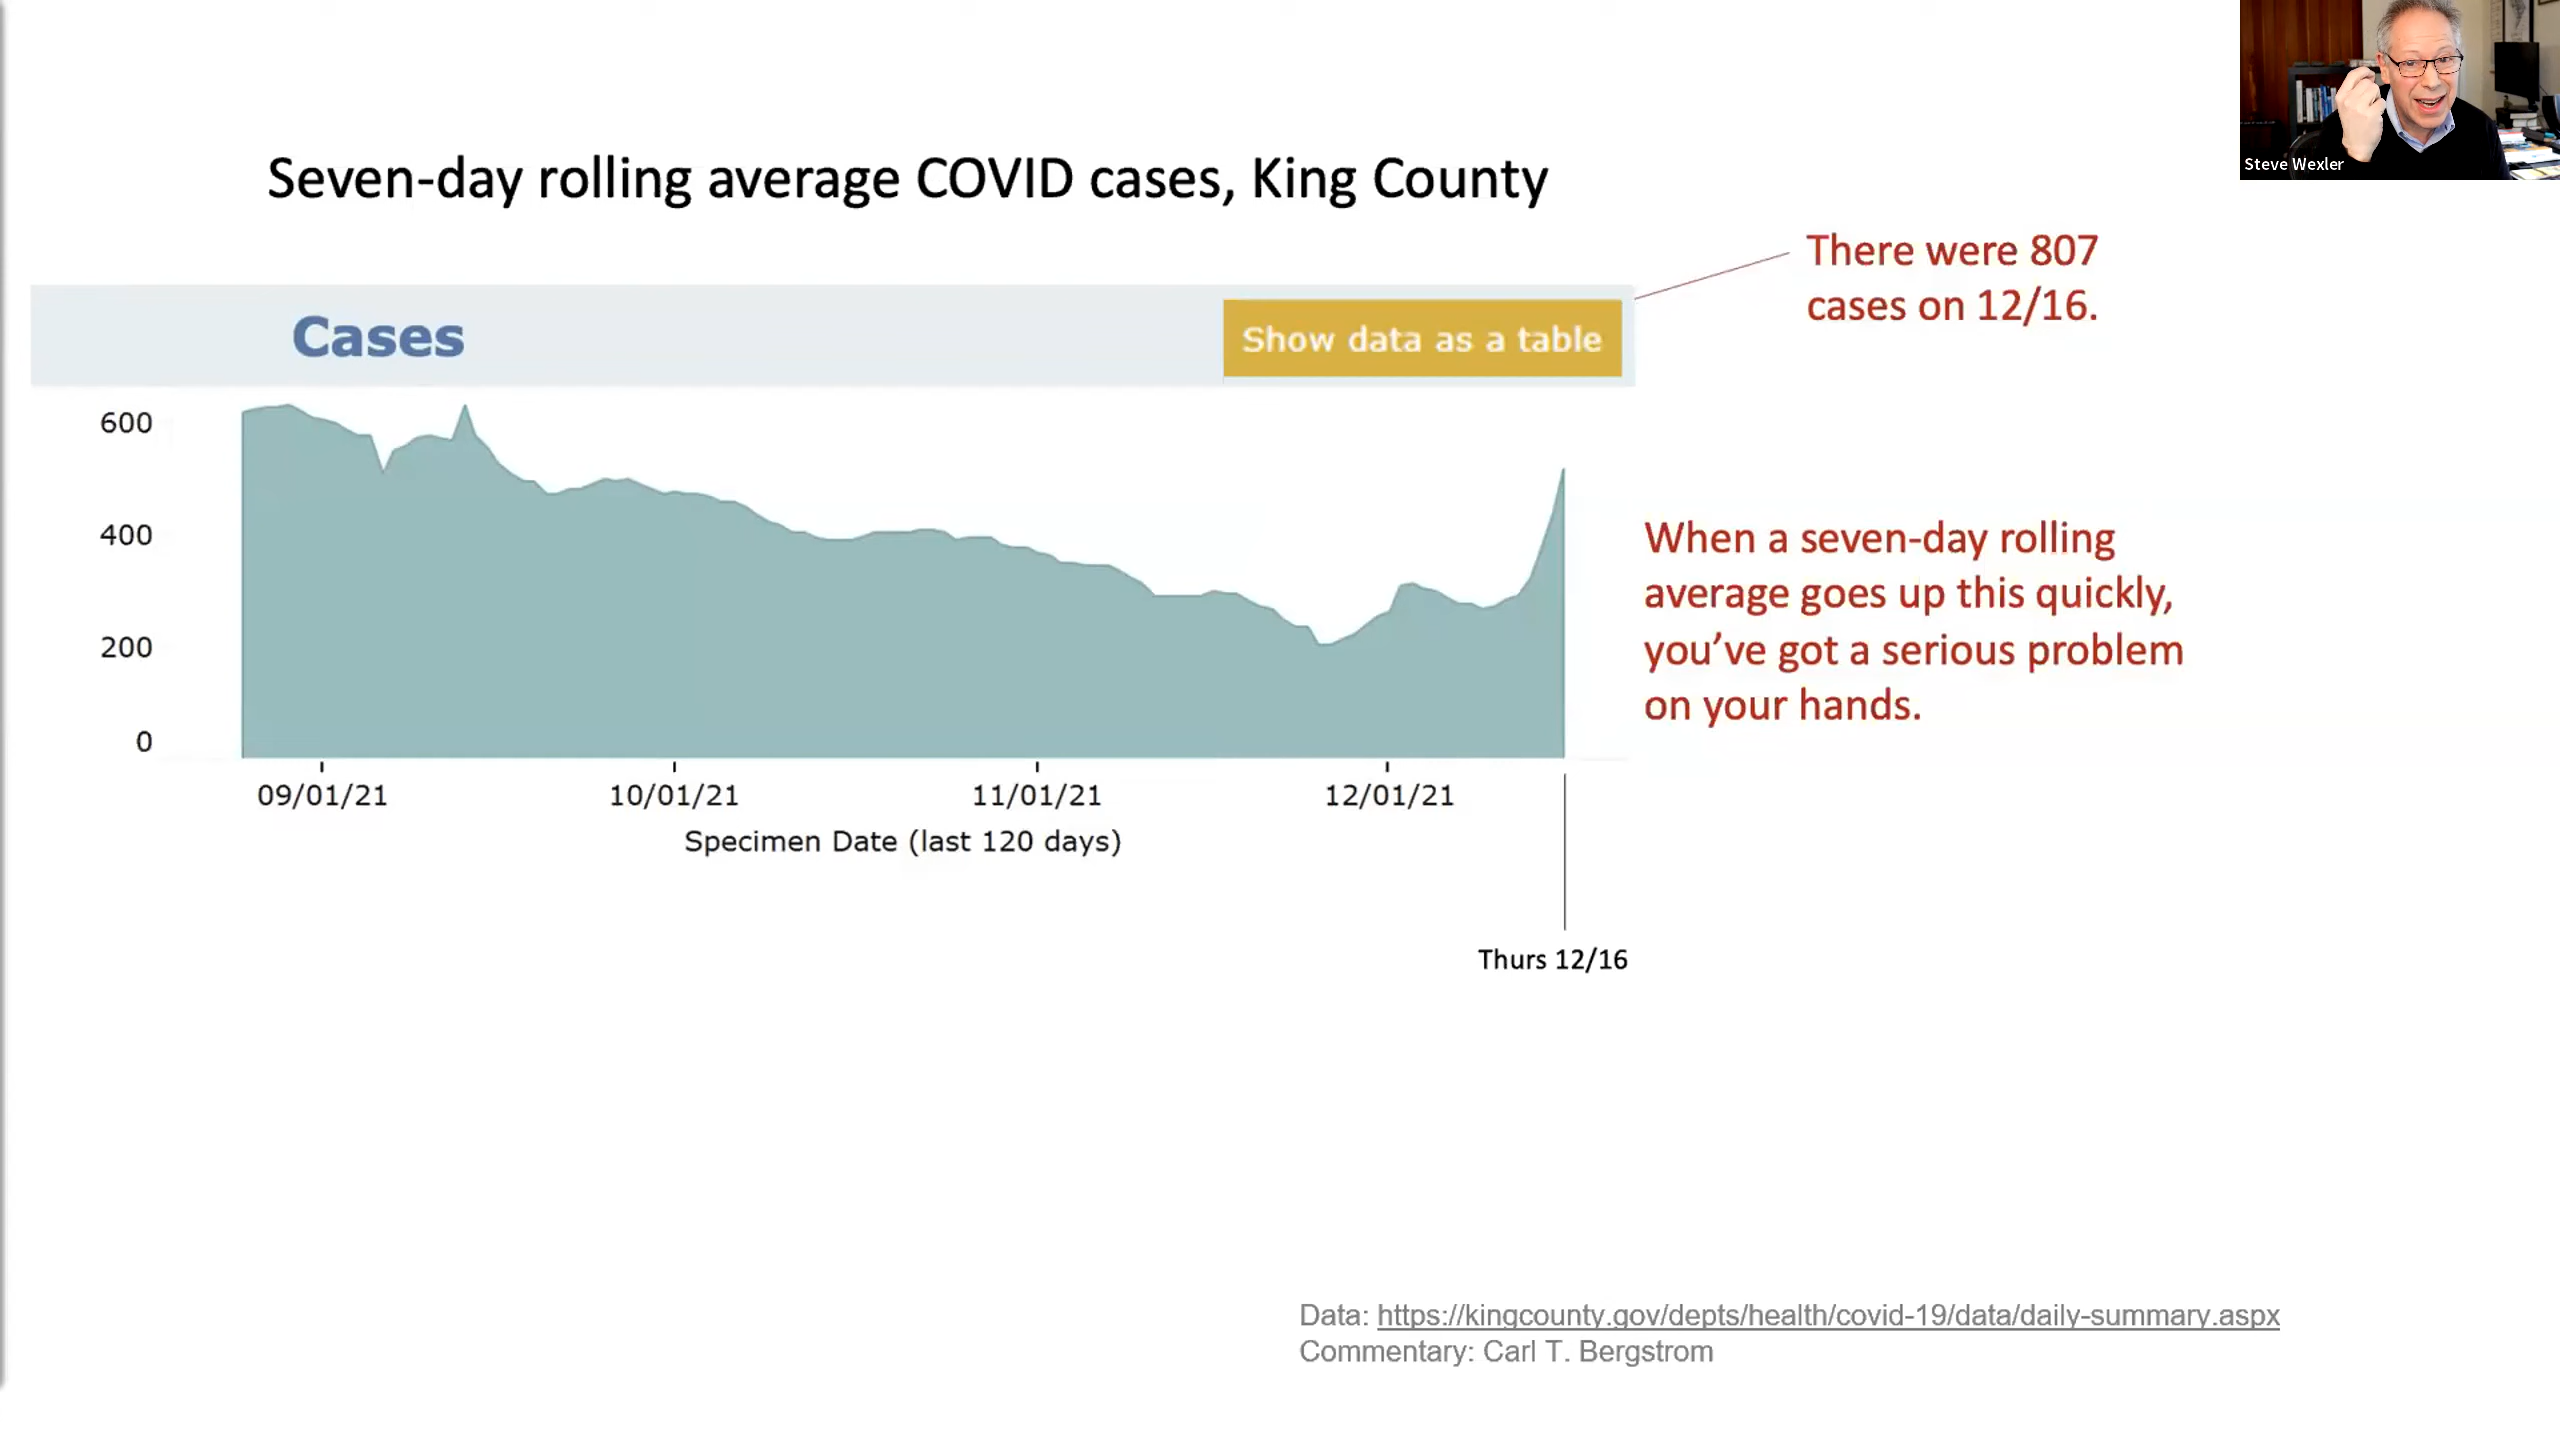 Steve Wexler
Seven-day rolling average COVID cases, King County
There were 807
cases on 12/16.
Cases
Show data as a table
600
400
200
0
When a seven-day rolling
average goes up this quickly,
you've got a serious problem
on your hands.
09/01/21
10/01/21
11/01/21
12/01/21
Specimen Date (last 120 days)
Thurs 12/16
Data: https://kingcounty.gov/depts/health/covid-19/data/daily-summary.aspx
Commentary: Carl T. Bergstrom